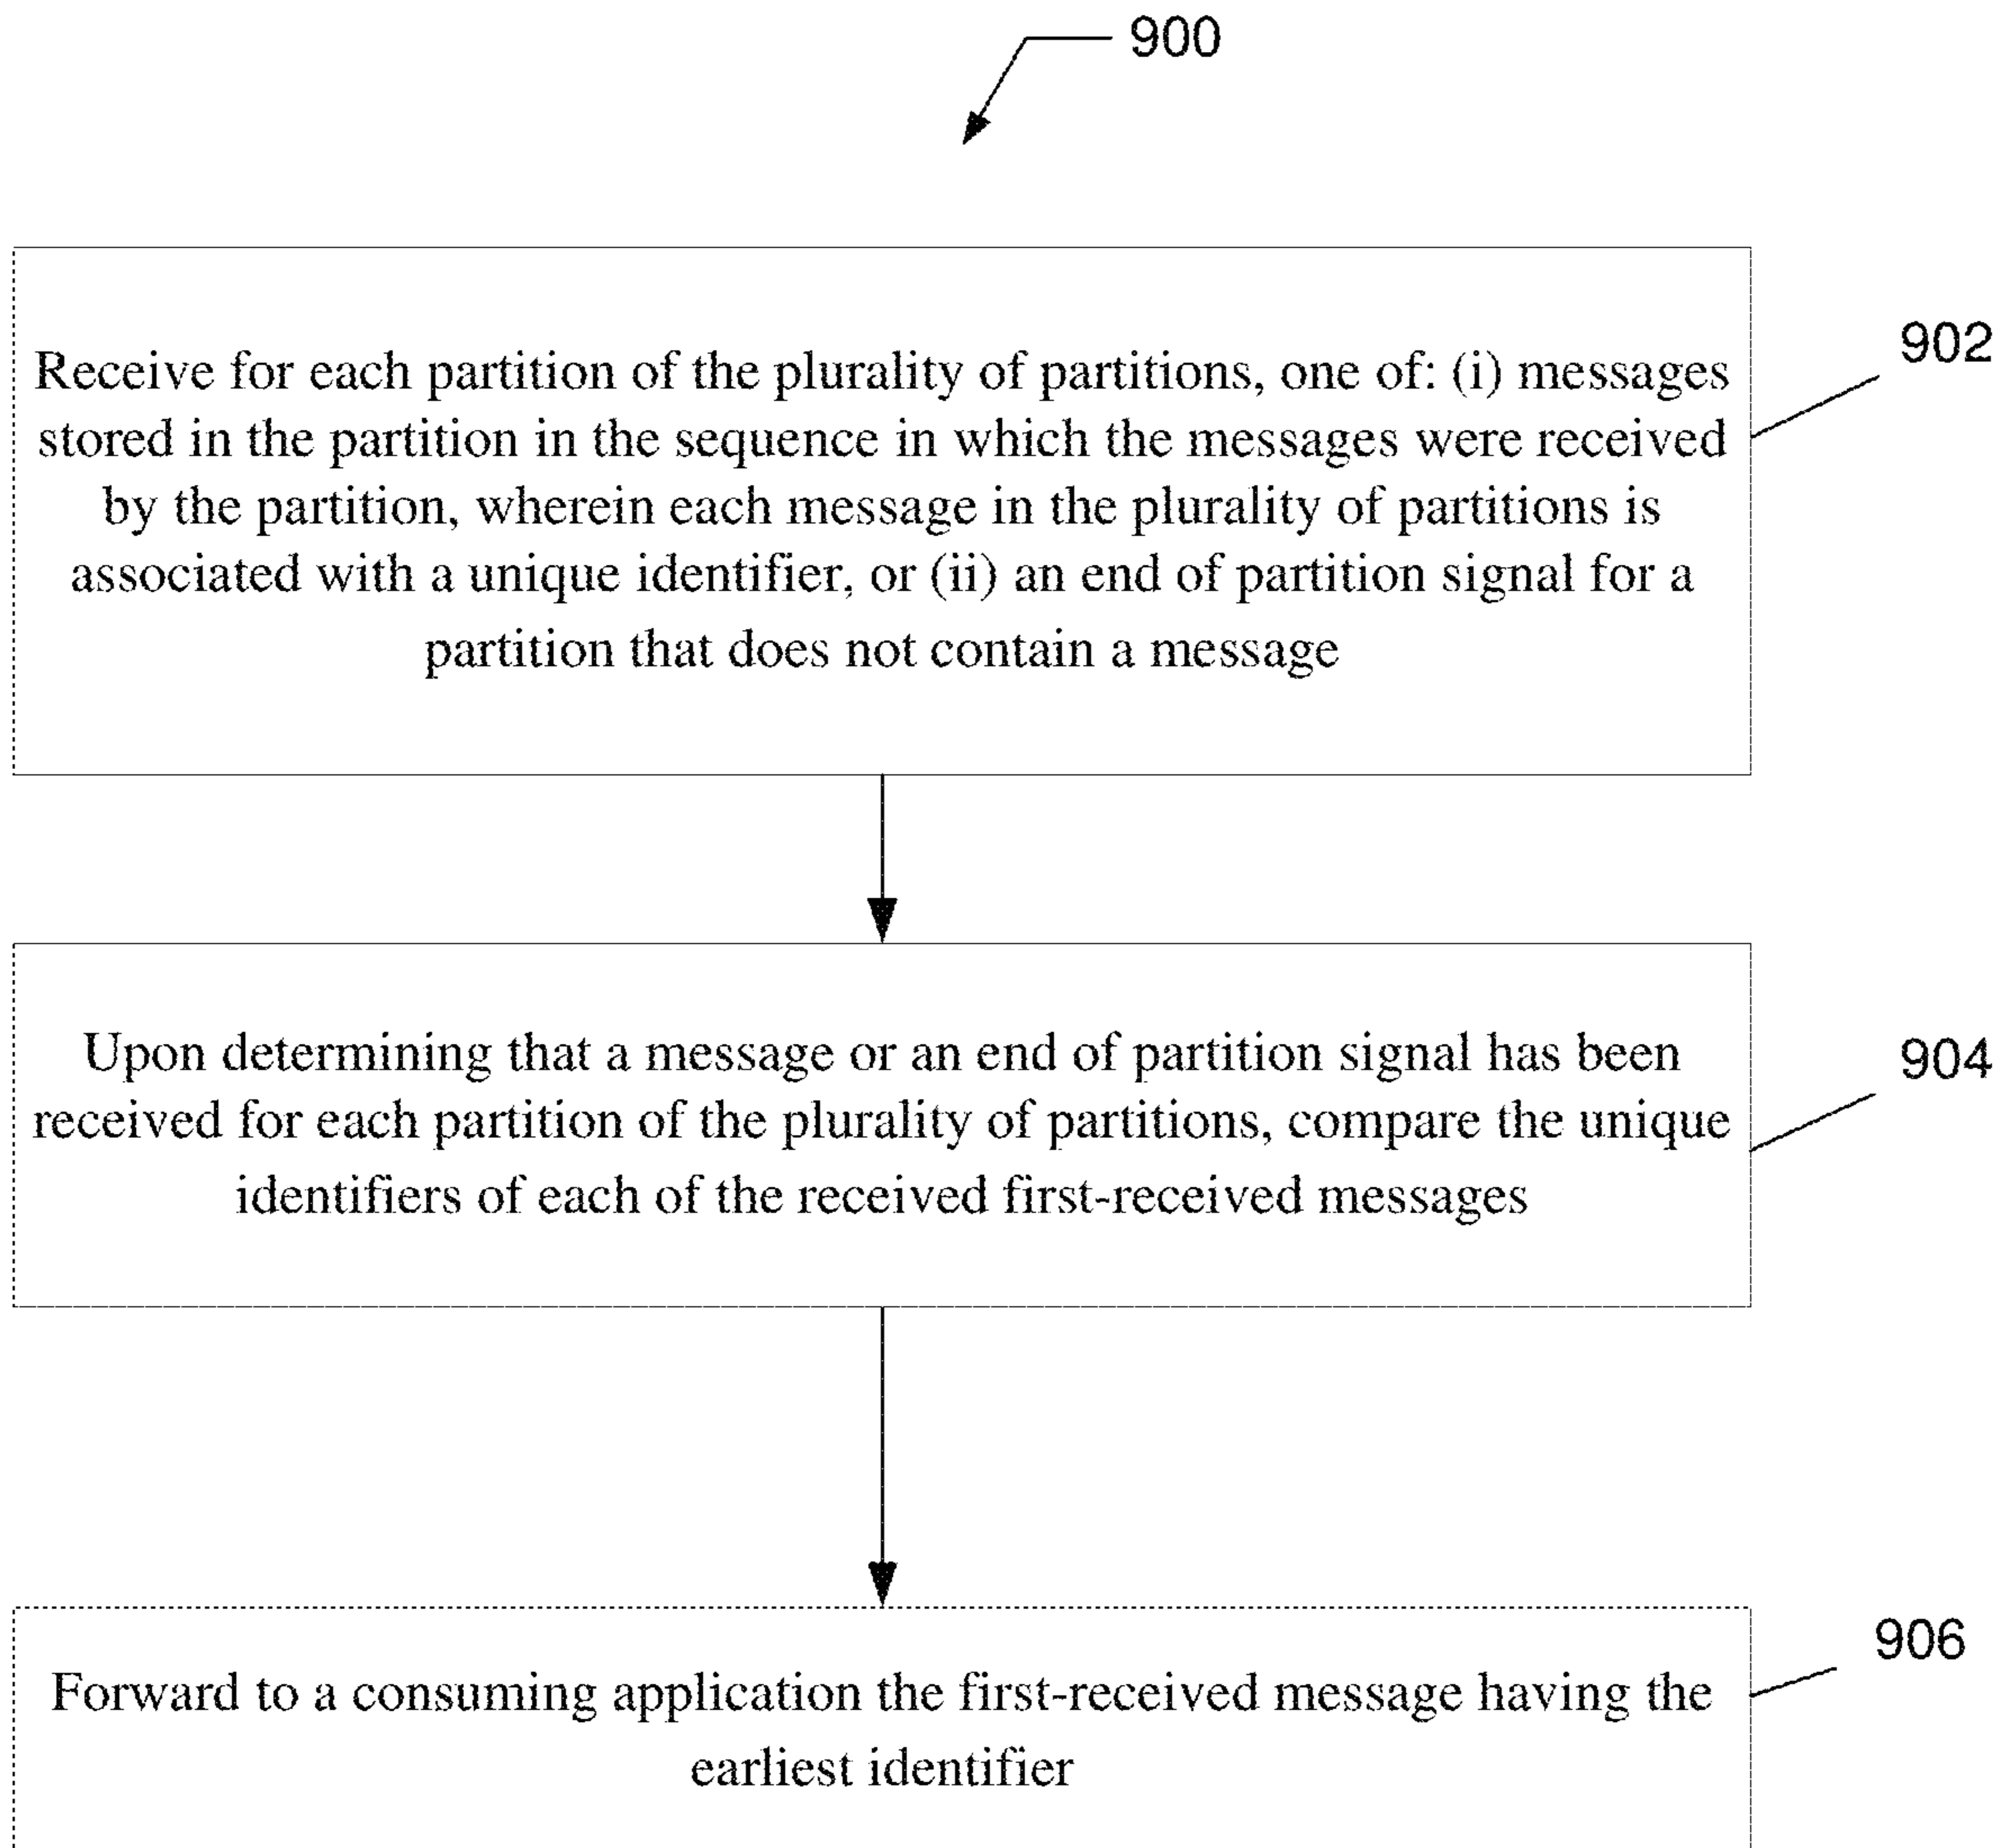 900
Receive for each partition of the plurality of partitions, one of: (i) messages
stored in the partition in the sequence in which the messages were received
by the partition, wherein each message in the plurality of partitions is
associated with a unique identifier, or (ii) an end of partition signal for a
partition that does not contain a message
902
Upon determining that a message or an end of partition signal has been
received for each partition of the plurality of partitions, compare the unique
identifiers of each of the received first-received messages
904
Forward to a consuming application the first-received message having the
earliest identifier
906